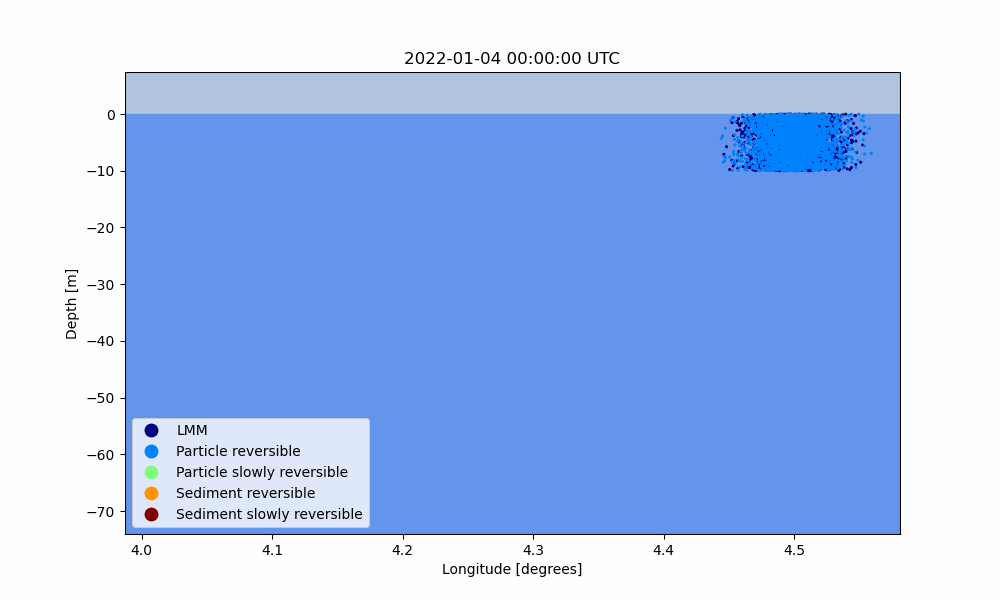 2022-01-04 00:00:00 UTC
0
−10
−20
−30
−40
−50
−60
−70
Depth [m]
LMM
Particle reversible
Particle slowly reversible
Sediment reversible
Sediment slowly reversible
4.0 4.1 4.2 4.3 4.4 4.5
Longitude [degrees]